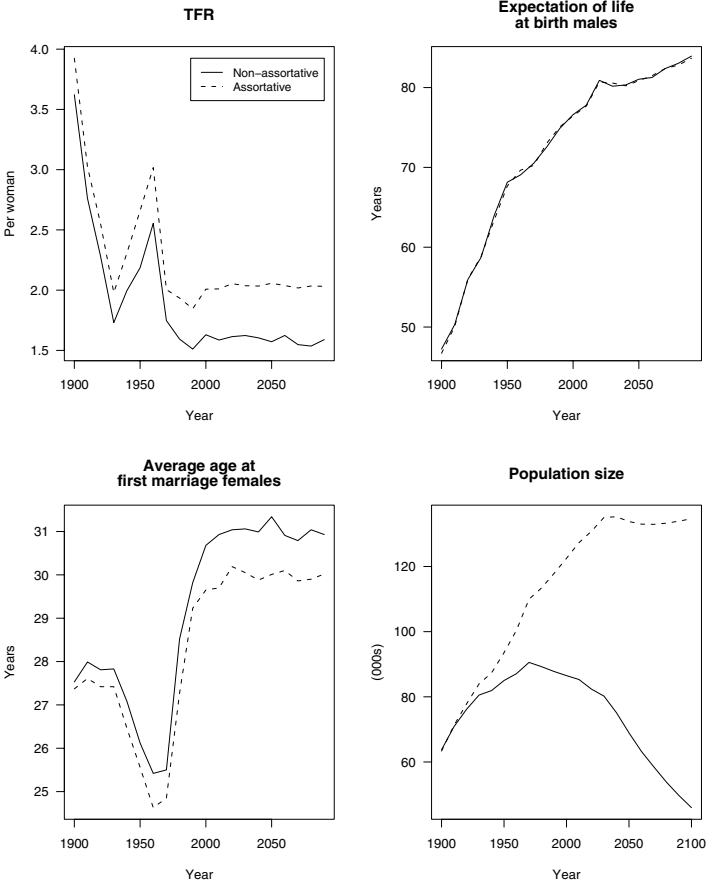 TFR
Per woman
4.0
3.5
3.0
2.5
2.0
1.5
Non−assortative
Assortative
1900 1950 2000 2050
Year
Expectation of life
at birth males
Years
80
70
60
50
1900 1950 2000 2050
Year
Average age at
first marriage females
Years
31
30
29
28
27
26
25
1900 1950 2000 2050
Year
Population size
(000s)
120
100
80
60
1900 1950 2000 2050 2100
Year